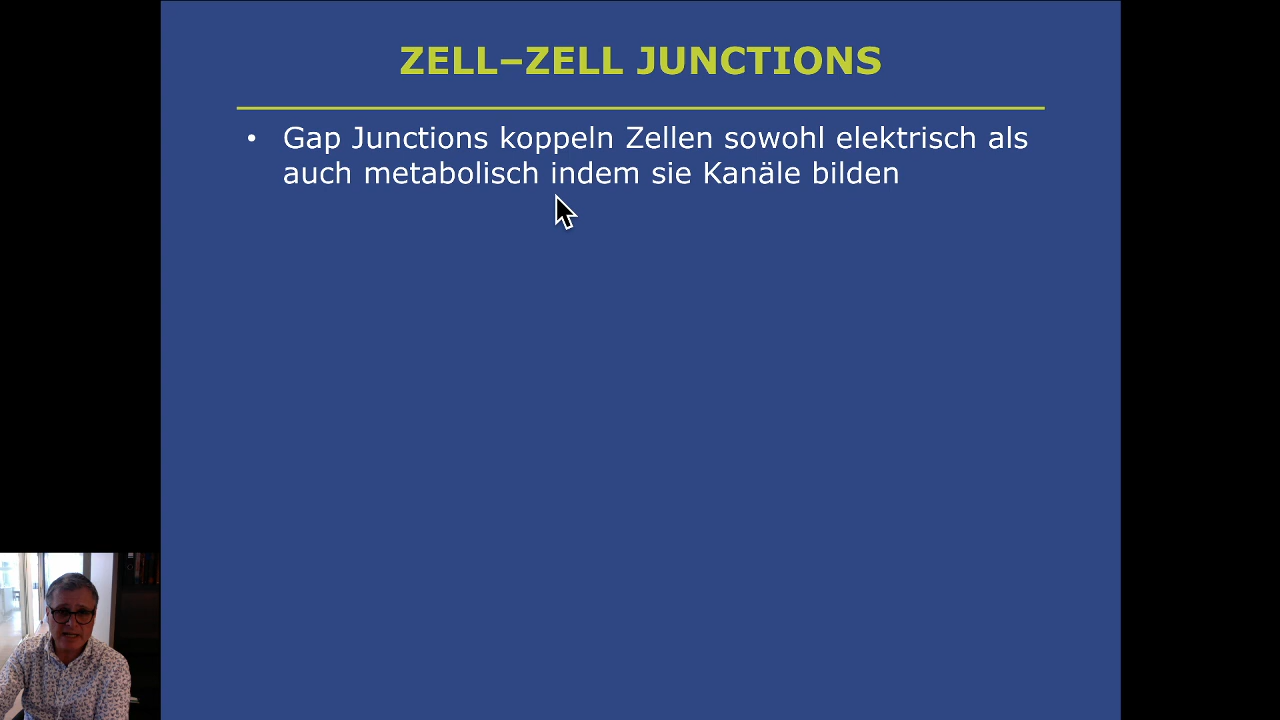 ZELL–ZELL JUNCTIONS
• Gap Junctions koppeln Zellen sowohl elektrisch als
auch metabolisch indem sie Kanäle bilden